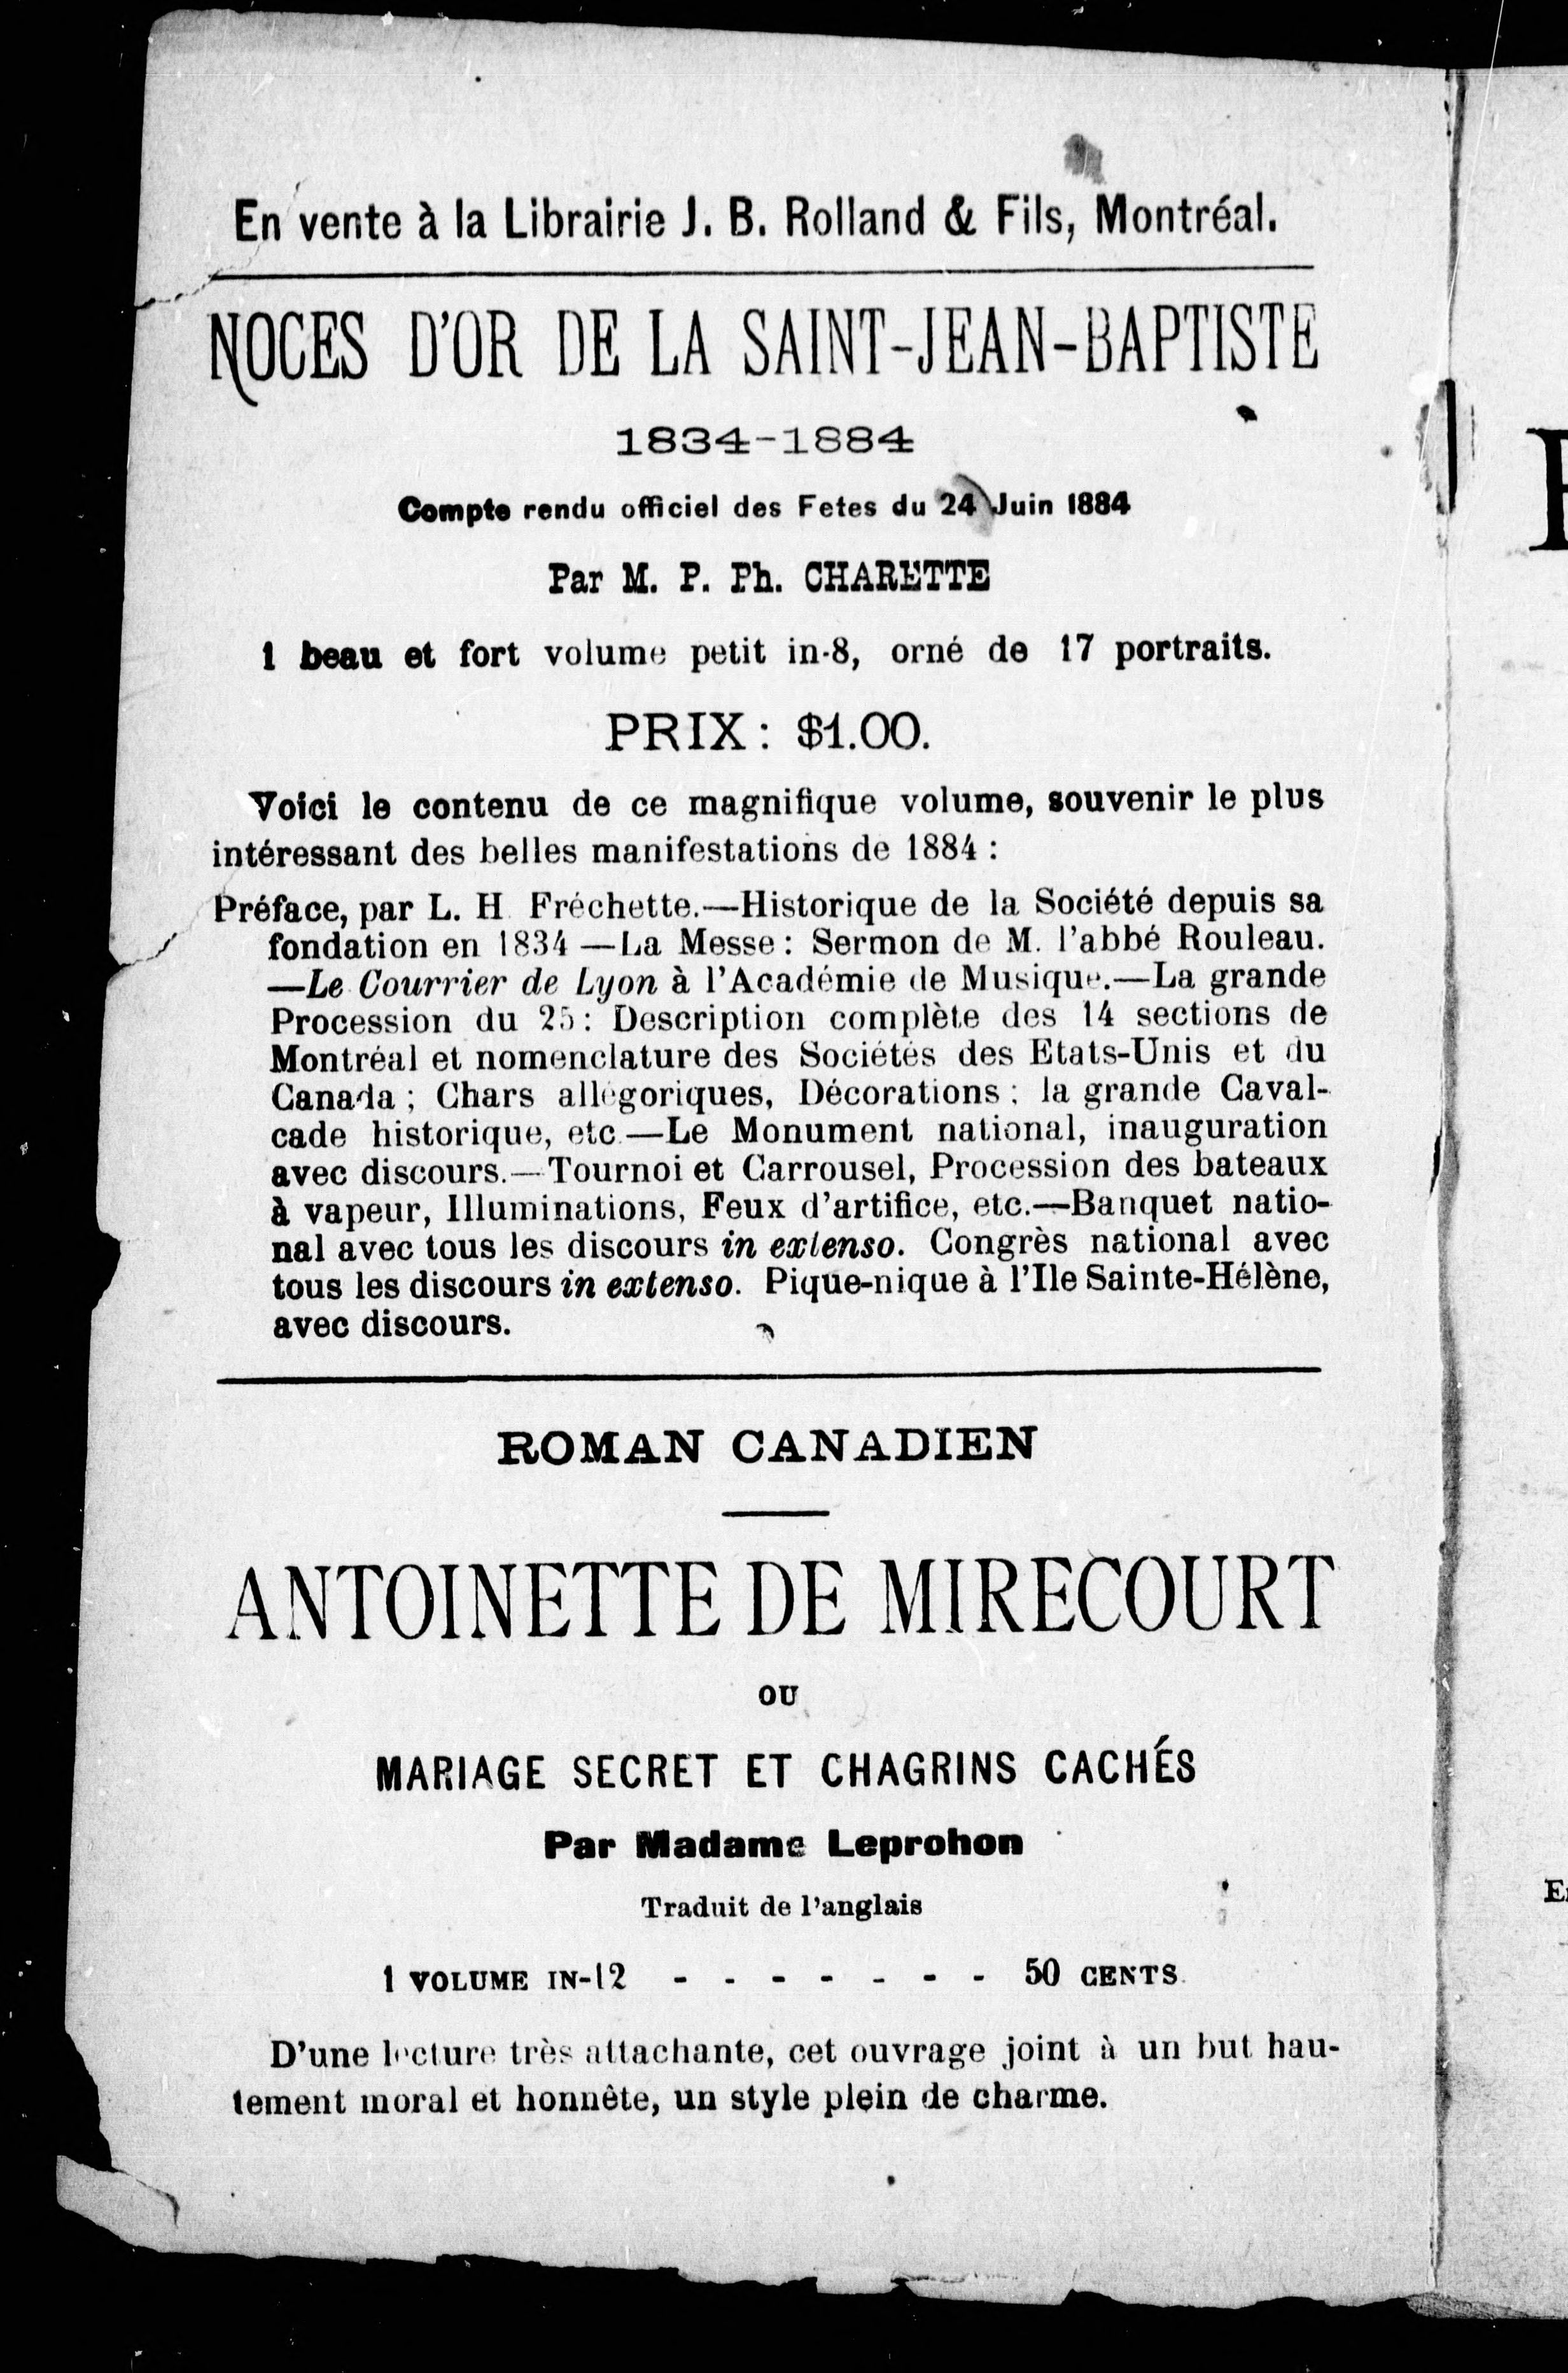 En vente à la Librairie J. B. Rolland & Fils, Montréal.
NOCES D'OR DE LA SAINT-JEAN-BAPTISTE
1834-1884
Compte rendu officiel des Fetes du 24 Juin 1884
Par M. P. Ph. CHARETTE
1 beau et fort volume petit in-8, orné de 17 portraits.
PRIX: $1.00.
Voici le contenu de ce magnifique volume, souvenir le plus
intéressant des belles manifestations de 1884 :
Préface, par L. H Fréchette.—Historique de la Société depuis sa
fondation en 1834 —La Messe: Sermon de M. l'abbé Rouleau.
—Le Courrier de Lyon à l'Académie de Musique.—La grande
Procession du 25: Description complète des 14 sections de
Montréal et nomenclature des Sociétés des Etats-Unis et du
Canada ; Chars allégoriques, Décorations ; la grande Caval-
cade historique, etc.—Le Monument national, inauguration
avec discours.—Tournoi et Carrousel, Procession des bateaux
à vapeur, Illuminations, Feux d'artifice, etc.—Banquet natio-
nal avec tous les discours in extenso. Congrès national avec
tous les discours in extenso. Pique-nique à l'Ile Sainte-Hélène,
avec discours.
ROMAN CANADIEN
ANTOINETTE DE MIRECOURT
OU
MARIAGE SECRET ET CHAGRINS CACHÉS
Par Madame Leprohon
Traduit de l'anglais
1 VOLUME IN-12 - - - - - - - 50 CENTS
D'une lecture très attachante, cet ouvrage joint à un but hau-
tement moral et honnête, un style plein de charme.